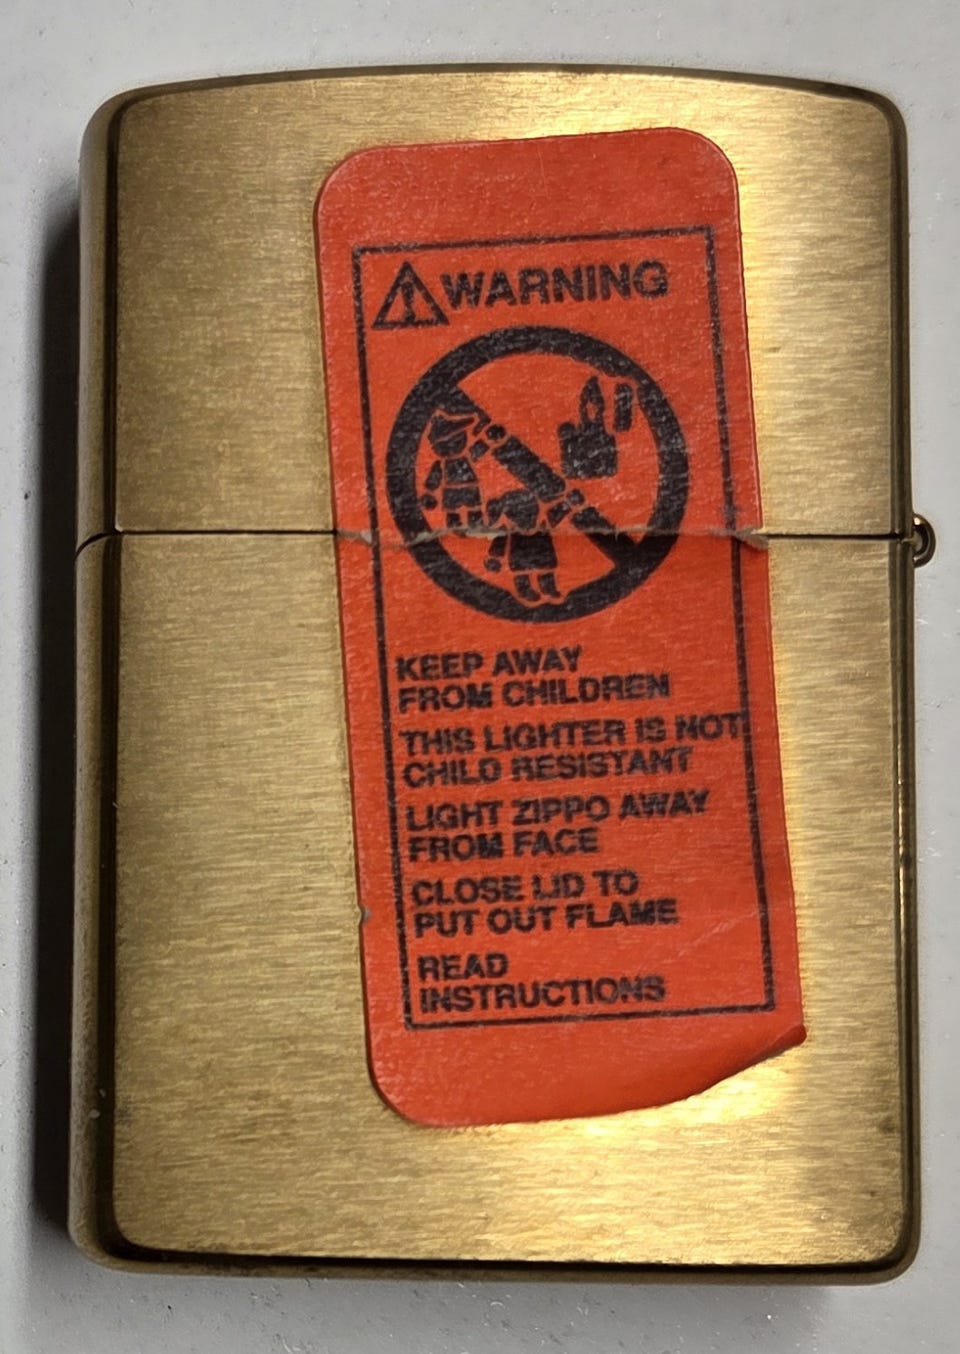 WARNING
KEEP AWAY
FROM CHILDREN
THIS LIGHTER IS NOT
CHILD RESISTANT
LIGHT ZIPPO AWAY
FROM FACE
CLOSE LID TO
PUT OUT FLAME
READ
INSTRUCTIONS